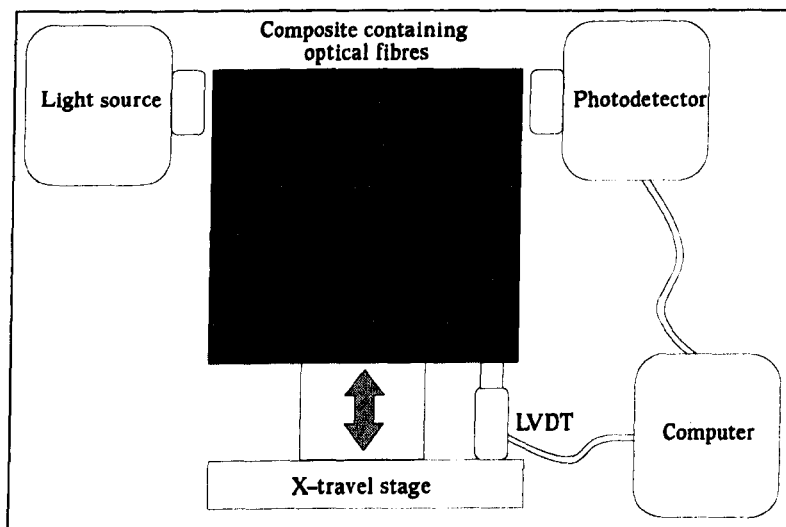 Composite containing
optical fibres
Light source
Photodetector
LVDT
Computer
X-travel stage